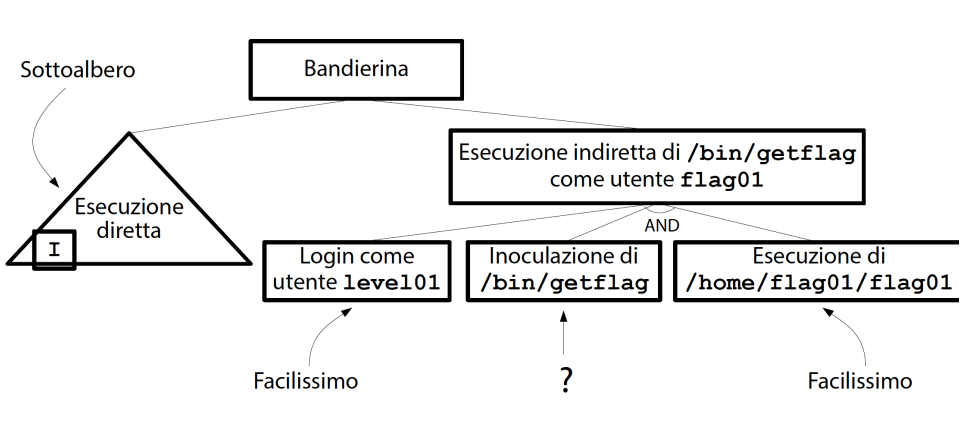 Bandierina
Sottoalbero
Esecuzione indiretta di /bin/getflag
come utente flag01
Esecuzione
diretta
I
AND
Login come
utente level01
Inoculazione di
/bin/getflag
Esecuzione di
/home/flag01/flag01
Facilissimo
?
Facilissimo